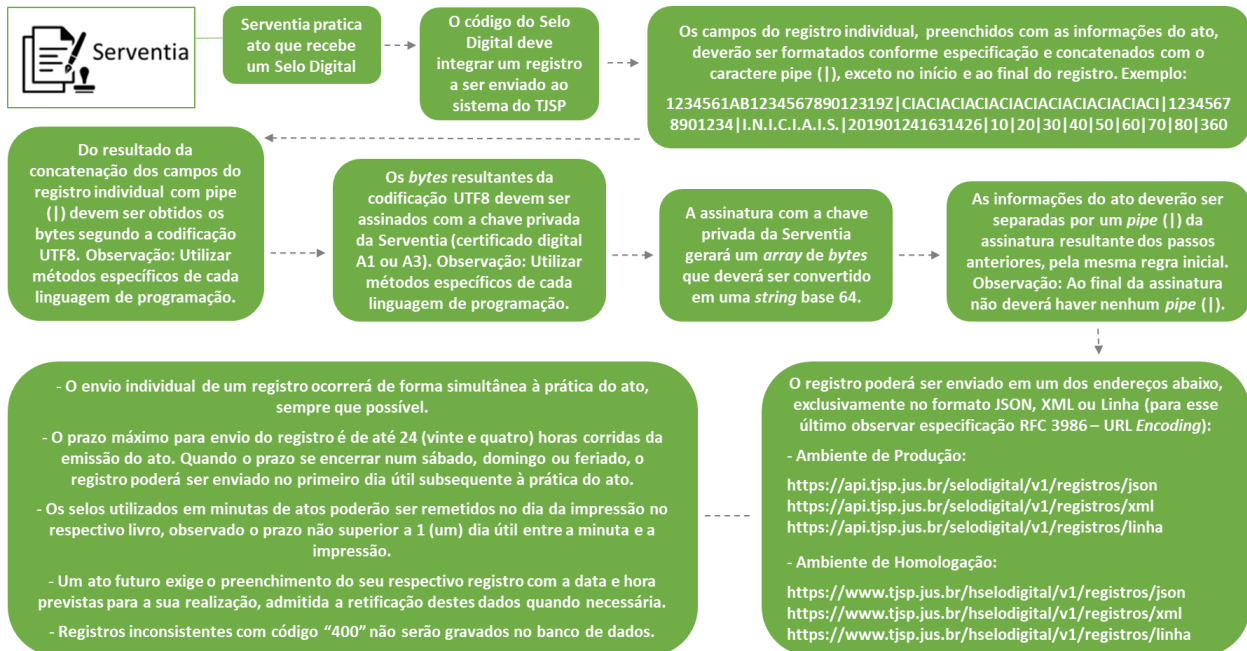 Serventia
Serventia pratica
ato que recebe
um Selo Digital
O código do Selo
Digital deve
integrar um registro
a ser enviado ao
sistema do TJSP
Os campos do registro individual, preenchidos com as informações do ato,
deverão ser formatados conforme especificação e concatenados com o
caractere pipe (|), exceto no início e ao final do registro. Exemplo:
1234561AB123456789012319Z|CIACIACIACIACIACIACIACIACIACIACI|1234567
8901234|I.N.I.C.I.A.I.S.|201901241631426|10|20|30|40|50|60|70|80|360
Do resultado da
concatenação dos campos do
registro individual com pipe
(|) devem ser obtidos os
bytes segundo a codificação
UTF8. Observação: Utilizar
métodos específicos de cada
linguagem de programação.
Os bytes resultantes da
codificação UTF8 devem ser
assinados com a chave privada
da Serventia (certificado digital
A1 ou A3). Observação: Utilizar
métodos específicos de cada
linguagem de programação.
A assinatura com a chave
privada da Serventia
gerará um array de bytes
que deverá ser convertido
em uma string base 64.
As informações do ato deverão ser
separadas por um pipe (|) da
assinatura resultante dos passos
anteriores, pela mesma regra inicial.
Observação: Ao final da assinatura
não deverá haver nenhum pipe (|).
- O envio individual de um registro ocorrerá de forma simultânea à prática do ato,
sempre que possível.
- O prazo máximo para envio do registro é de até 24 (vinte e quatro) horas corridas da
emissão do ato. Quando o prazo se encerrar num sábado, domingo ou feriado, o
registro poderá ser enviado no primeiro dia útil subsequente à prática do ato.
- Os selos utilizados em minutas de atos poderão ser remetidos no dia da impressão no
respectivo livro, observado o prazo não superior a 1 (um) dia útil entre a minuta e a
impressão.
- Um ato futuro exige o preenchimento do seu respectivo registro com a data e hora
previstas para a sua realização, admitida a retificação destes dados quando necessária.
- Registros inconsistentes com código “400” não serão gravados no banco de dados.
O registro poderá ser enviado em um dos endereços abaixo,
exclusivamente no formato JSON, XML ou Linha (para esse
último observar especificação RFC 3986 – URL Encoding):
- Ambiente de Produção:
https://api.tjsp.jus.br/selodigital/v1/registros/json
https://api.tjsp.jus.br/selodigital/v1/registros/xml
https://api.tjsp.jus.br/selodigital/v1/registros/linha
- Ambiente de Homologação:
https://www.tjsp.jus.br/hselodigital/v1/registros/json
https://www.tjsp.jus.br/hselodigital/v1/registros/xml
https://www.tjsp.jus.br/hselodigital/v1/registros/linha